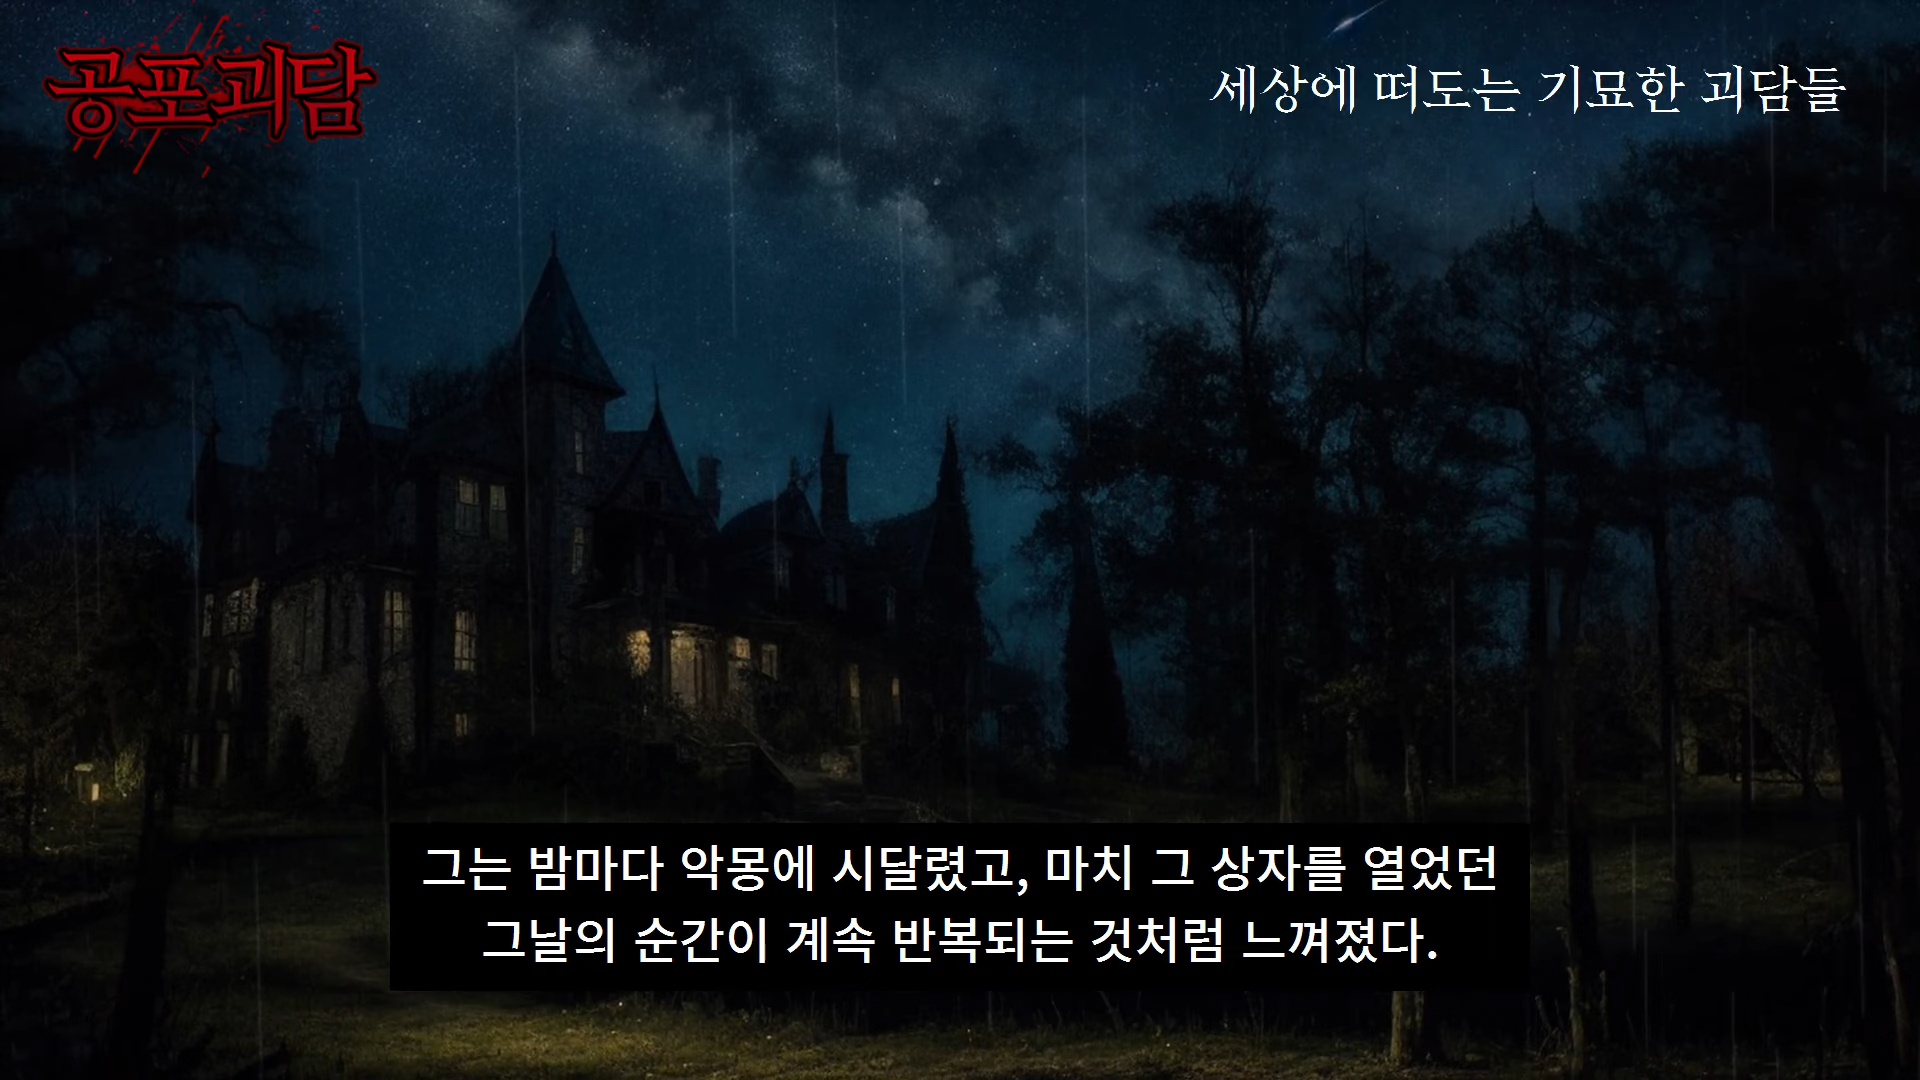 공포괴담
세상에 떠도는 기묘한 괴담들
그는 밤마다 악몽에 시달렸고, 마치 그 상자를 열었던
그날의 순간이 계속 반복되는 것처럼 느껴졌다.